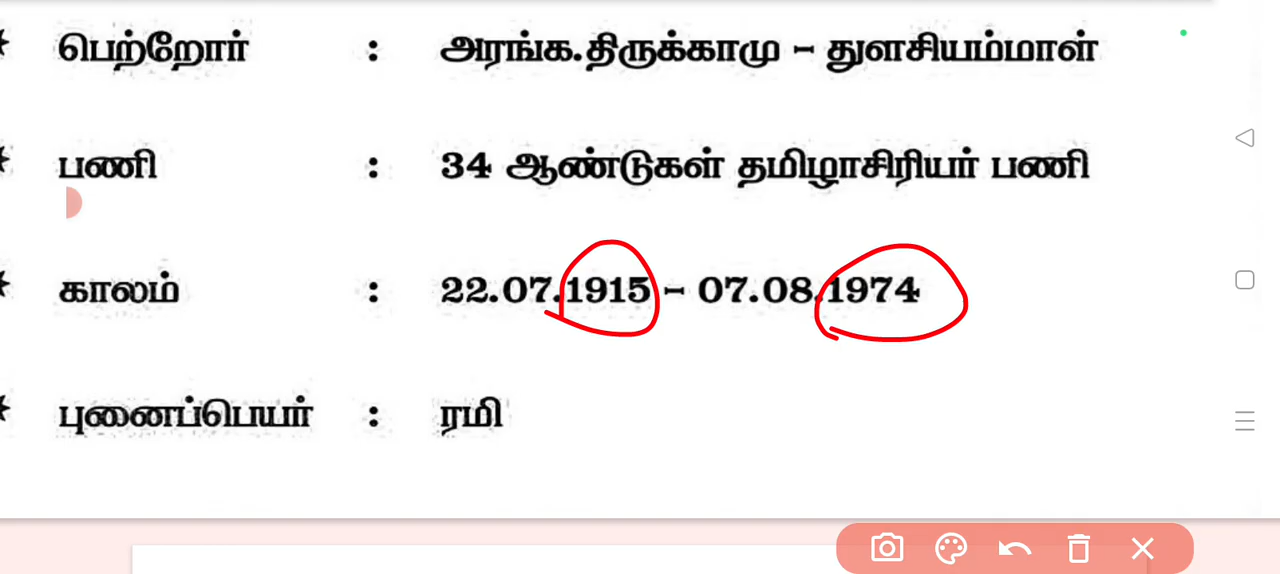 பெற்றோர் : அரங்க.திருக்காமு – துளசியம்மாள்
பணி : 34 ஆண்டுகள் தமிழாசிரியர் பணி
காலம் : 22.07.1915 – 07.08.1974
புனைப்பெயர் : ரமி